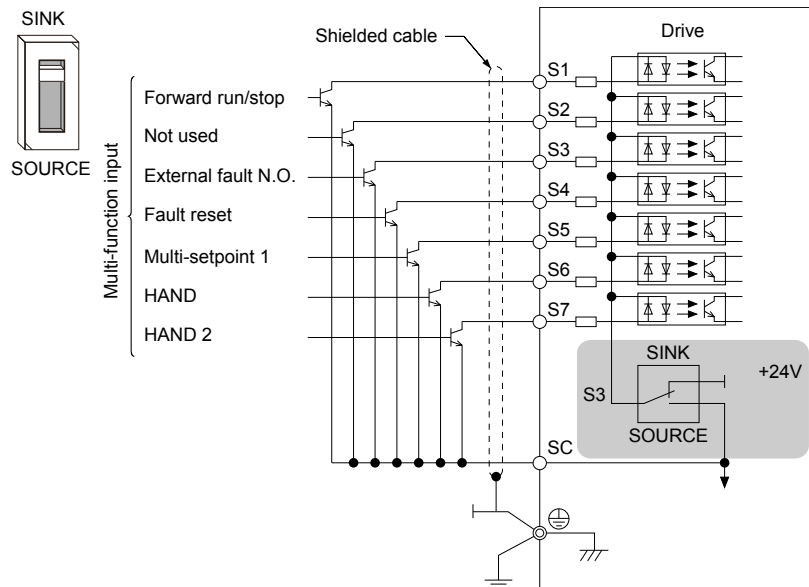 SINK
SOURCE
Multi-function input
Forward run/stop
Not used
External fault N.O.
Fault reset
Multi-setpoint 1
HAND
HAND 2
Shielded cable
Drive
S1
S2
S3
S4
S5
S6
S7
SINK
+24V
S3
SOURCE
SC